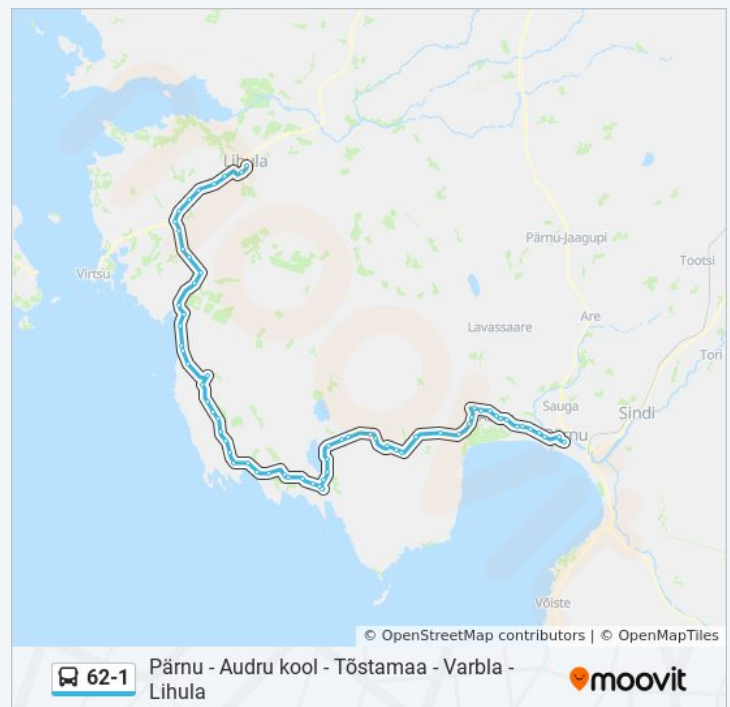 Lihula
Pärnu-Jaagupi
Tootsi
Virtsu
Lavassaare
Are
Tori
Sauga
Sindi
Võiste
© OpenStreetMap contributors | © OpenMapTiles
62-1
Pärnu - Audru kool - Tõstamaa - Varbla -
Lihula
moovit